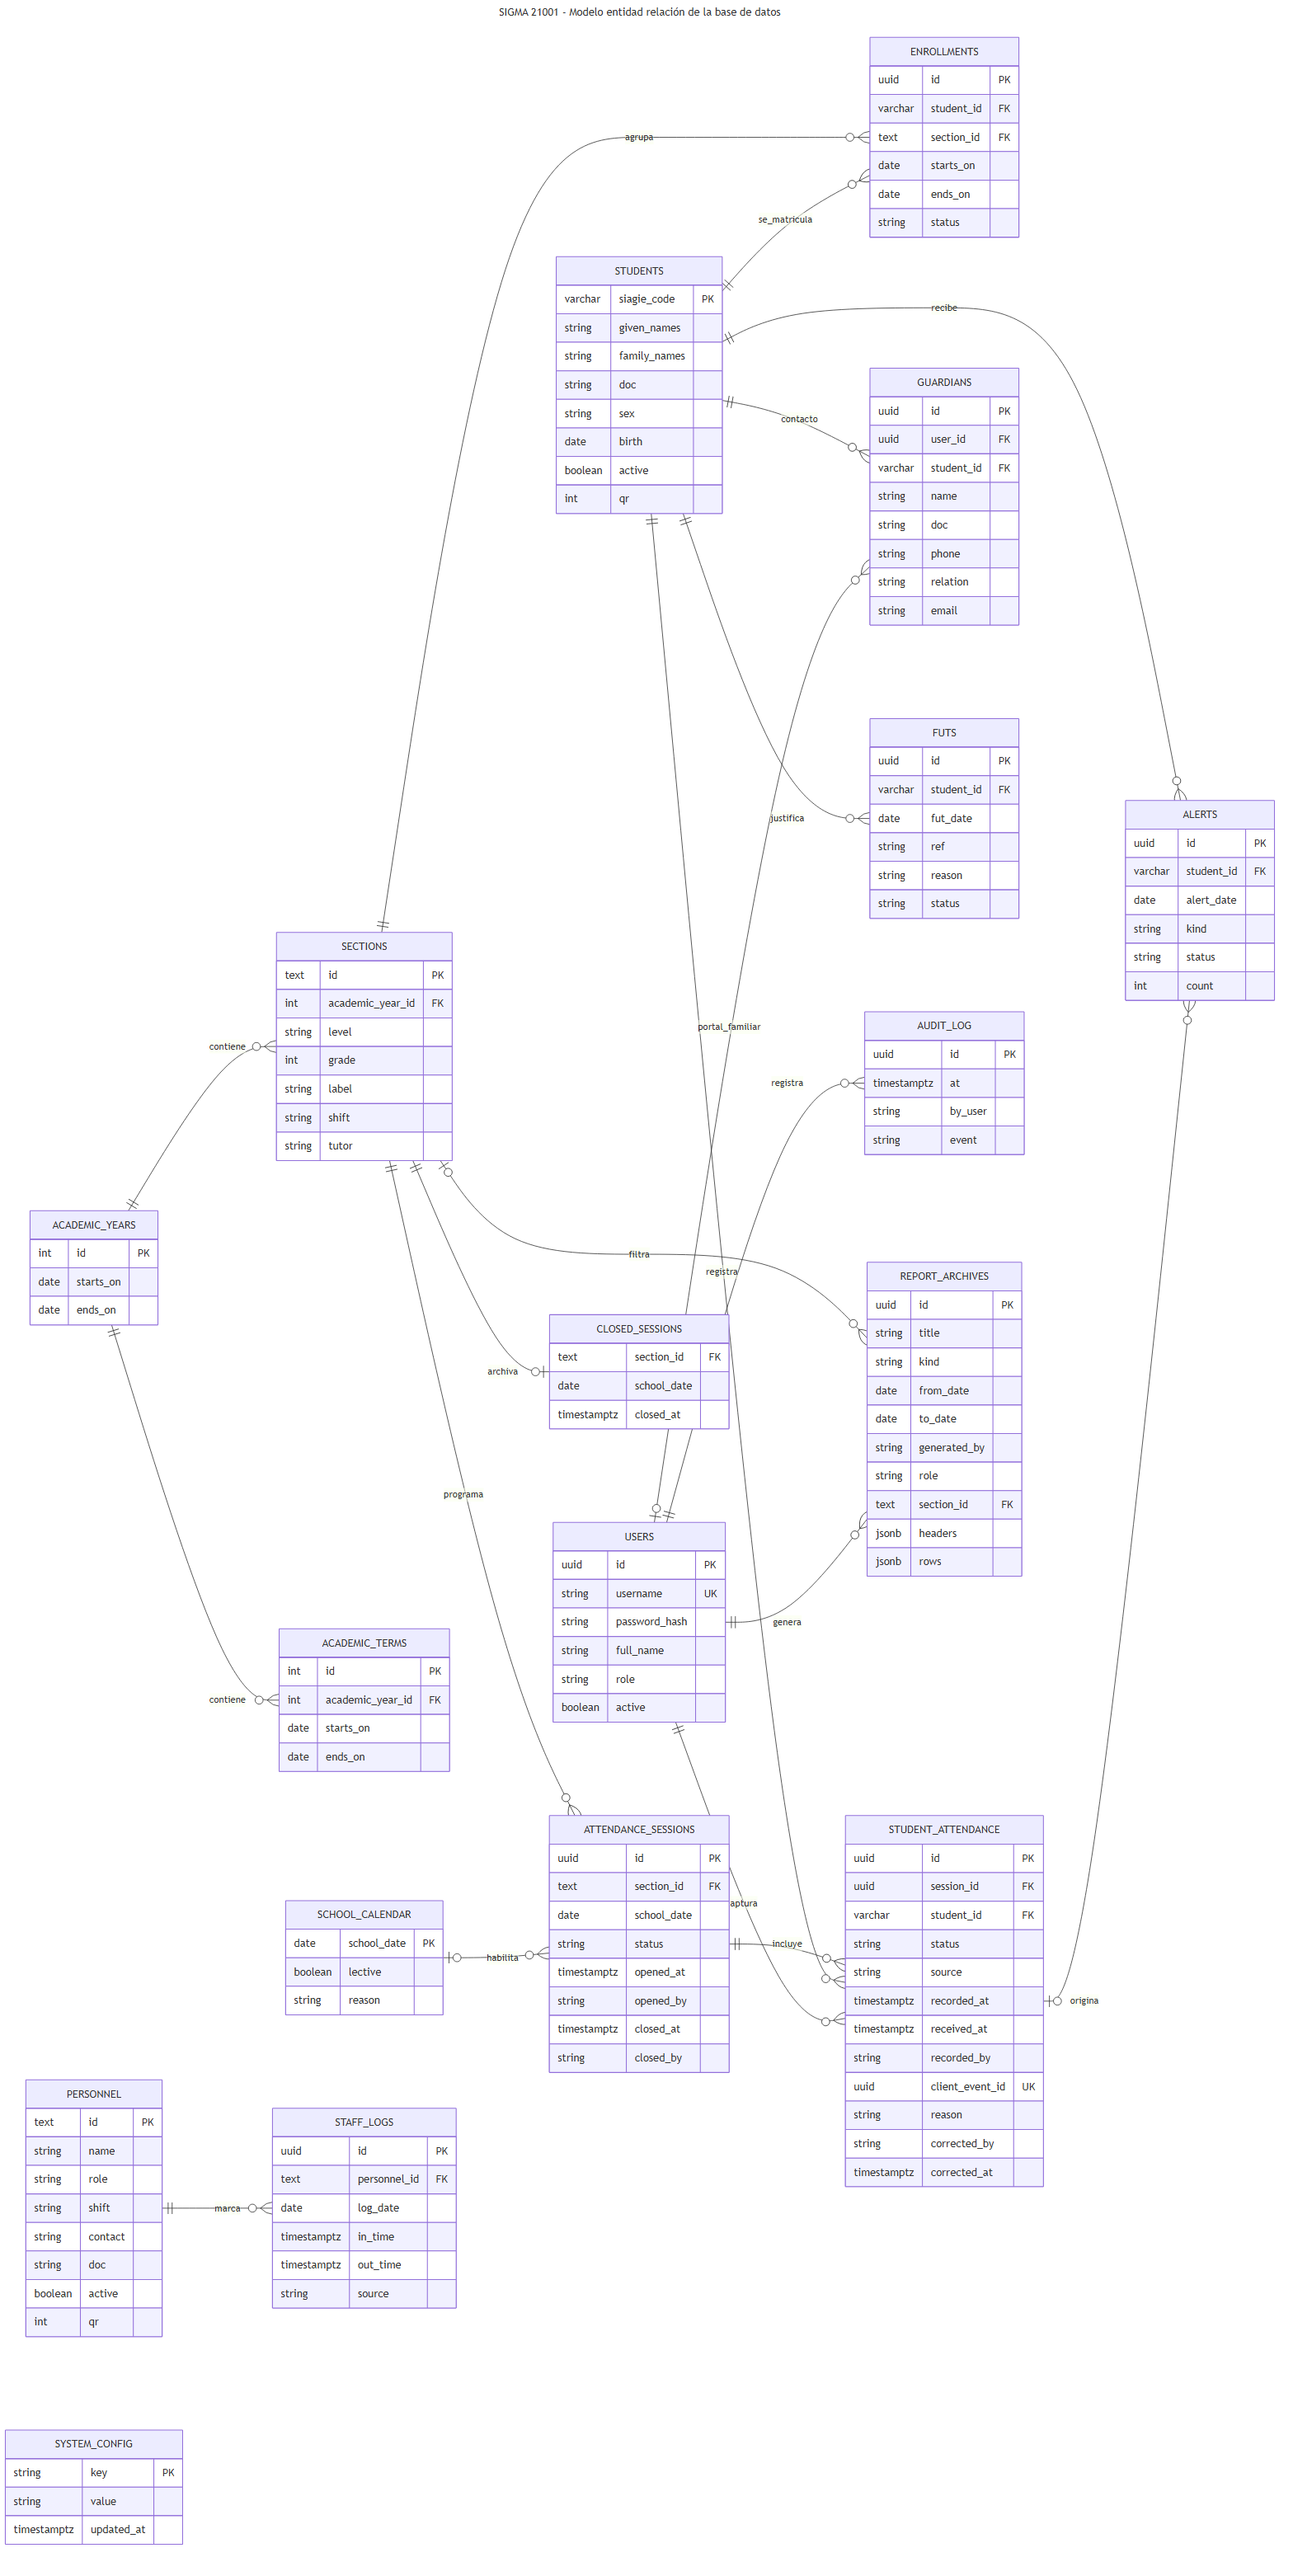 SIGMA 21001 - Modelo entidad relación de la base de datos
ENROLLMENTS
uuid id PK
varchar student_id FK
text section_id FK
date starts_on
date ends_on
string status
agrupa
se_matricula
STUDENTS
varchar siagie_code PK
string given_names
string family_names
string doc
string sex
date birth
boolean active
int qr
recibe
contacto
GUARDIANS
uuid id PK
uuid user_id FK
varchar student_id FK
string name
string doc
string phone
string relation
string email
FUTS
uuid id PK
varchar student_id FK
date fut_date
string ref
string reason
string status
justifica
ALERTS
uuid id PK
varchar student_id FK
date alert_date
string kind
string status
int count
SECTIONS
text id PK
int academic_year_id FK
string level
int grade
string label
string shift
string tutor
contiene
portal_familiar
AUDIT_LOG
uuid id PK
timestamptz at
string by_user
string event
registra
ACADEMIC_YEARS
int id PK
date starts_on
date ends_on
filtra
registra
REPORT_ARCHIVES
uuid id PK
string title
string kind
date from_date
date to_date
string generated_by
string role
text section_id FK
jsonb headers
jsonb rows
CLOSED_SESSIONS
text section_id FK
date school_date
timestamptz closed_at
archiva
programa
USERS
uuid id PK
string username UK
string password_hash
string full_name
string role
boolean active
genera
ACADEMIC_TERMS
int id PK
int academic_year_id FK
date starts_on
date ends_on
contiene
ATTENDANCE_SESSIONS
uuid id PK
text section_id FK
date school_date
string status
timestamptz opened_at
string opened_by
timestamptz closed_at
string closed_by
aptura
incluye
STUDENT_ATTENDANCE
uuid id PK
uuid session_id FK
varchar student_id FK
string status
string source
timestamptz recorded_at
timestamptz received_at
string recorded_by
uuid client_event_id UK
string reason
string corrected_by
timestamptz corrected_at
origina
SCHOOL_CALENDAR
date school_date PK
boolean lective
string reason
habilita
PERSONNEL
text id PK
string name
string role
string shift
string contact
string doc
boolean active
int qr
marca
STAFF_LOGS
uuid id PK
text personnel_id FK
date log_date
timestamptz in_time
timestamptz out_time
string source
SYSTEM_CONFIG
string key PK
string value
timestamptz updated_at